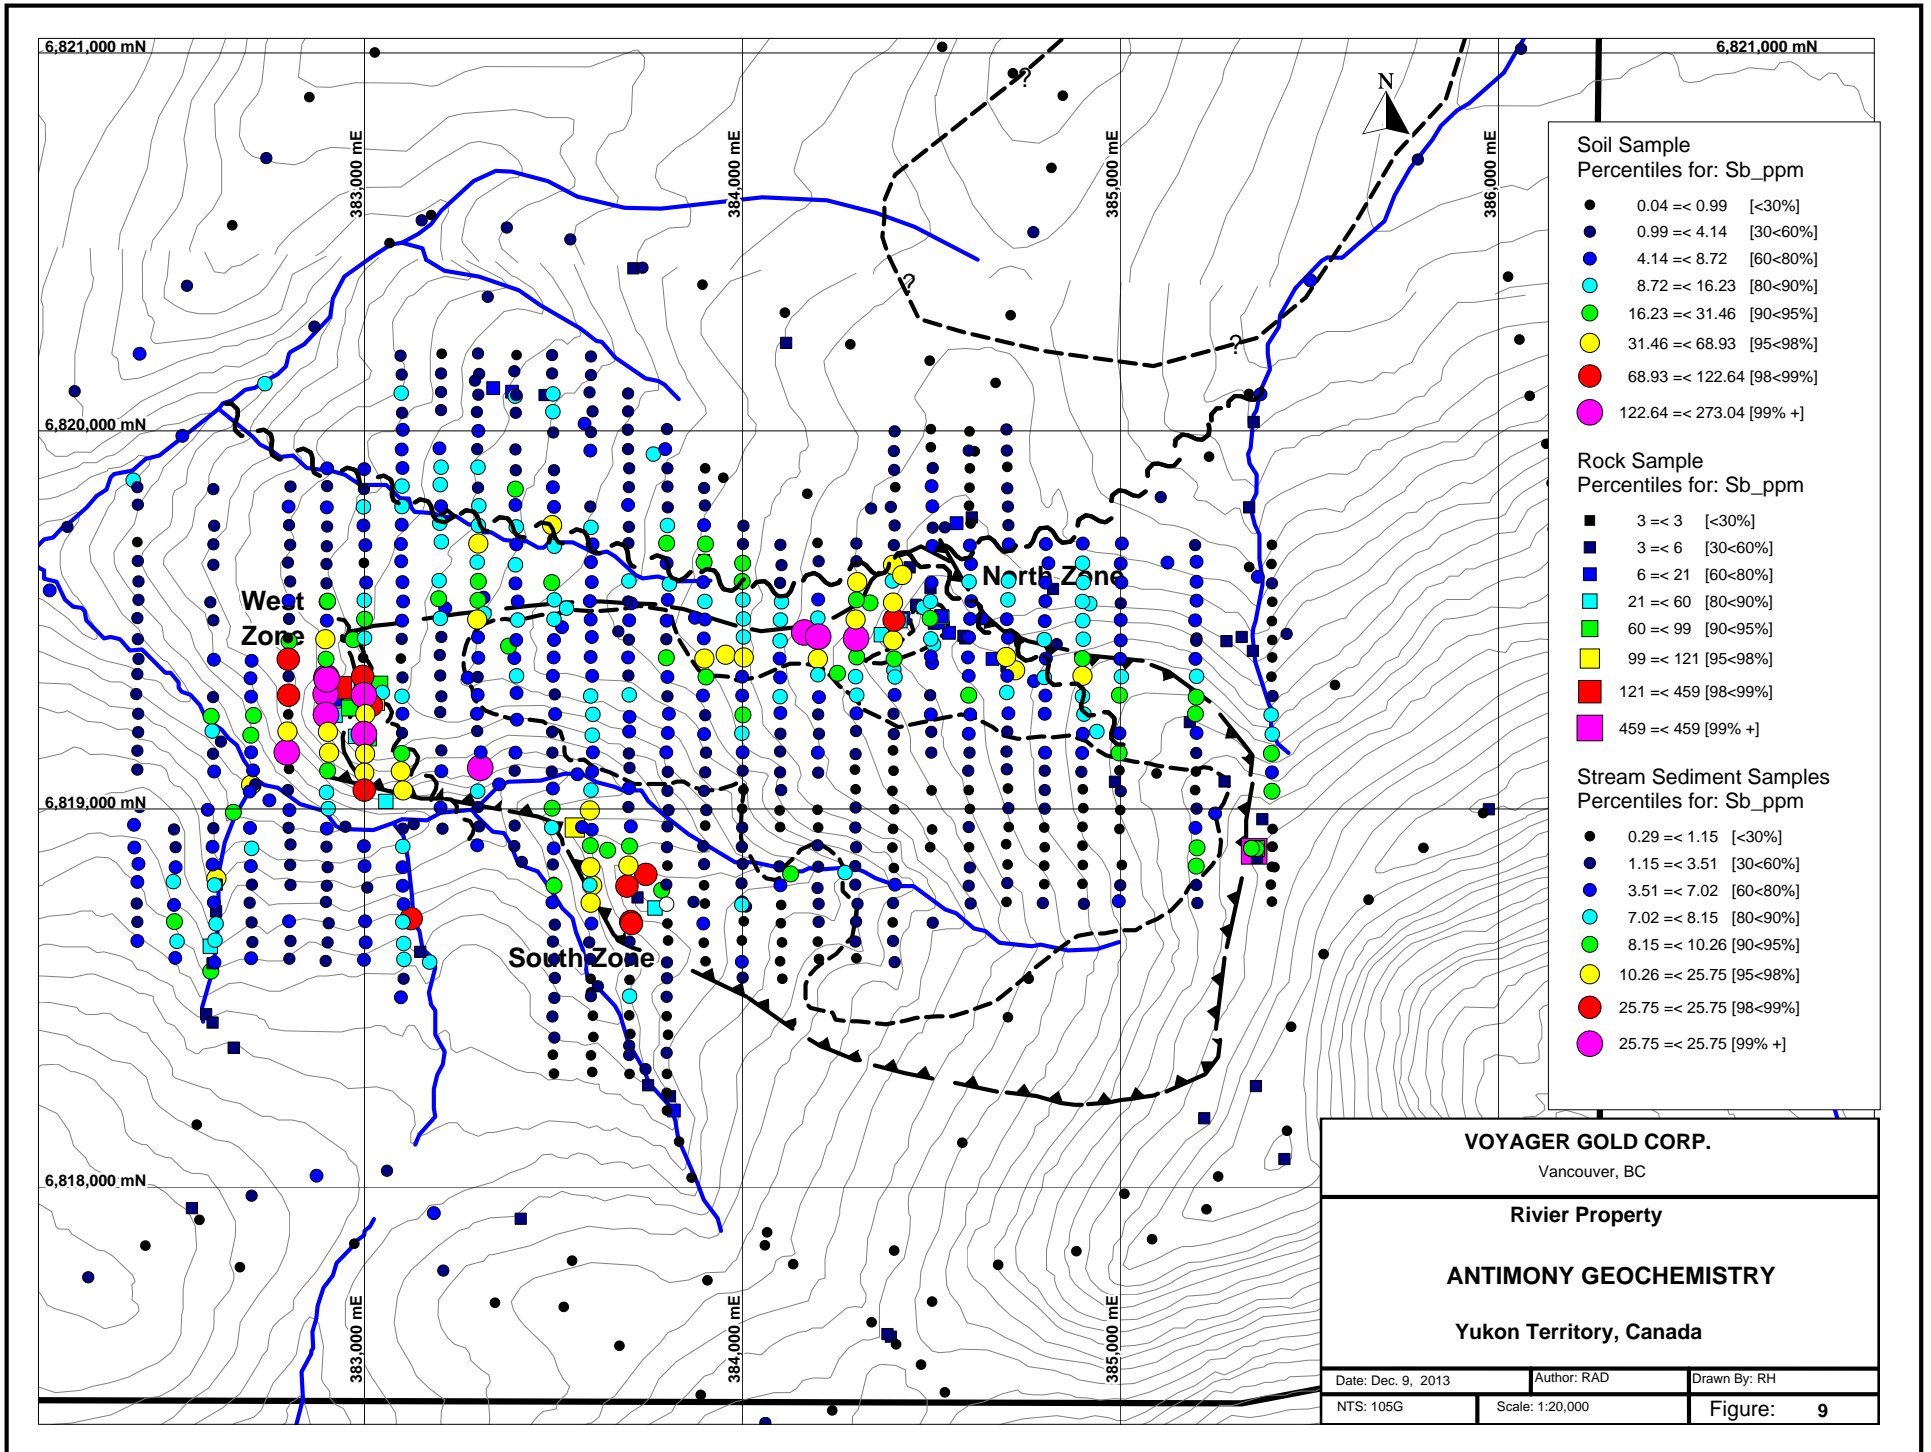 6,821,000 mN
6,821,000 mN
N
?
383,000 mE
384,000 mE
385,000 mE
386,000 mE
?
?
6,820,000 mN
North Zone
West
Zone
6,819,000 mN
South Zone
6,818,000 mN
383,000 mE
384,000 mE
385,000 mE
Soil Sample
Percentiles for: Sb_ppm
0.04 =< 0.99 [<30%]
0.99 =< 4.14 [30<60%]
4.14 =< 8.72 [60<80%]
8.72 =< 16.23 [80<90%]
16.23 =< 31.46 [90<95%]
31.46 =< 68.93 [95<98%]
68.93 =< 122.64 [98<99%]
122.64 =< 273.04 [99% +]
Rock Sample
Percentiles for: Sb_ppm
3 =< 3 [<30%]
3 =< 6 [30<60%]
6 =< 21 [60<80%]
21 =< 60 [80<90%]
60 =< 99 [90<95%]
99 =< 121 [95<98%]
121 =< 459 [98<99%]
459 =< 459 [99% +]
Stream Sediment Samples
Percentiles for: Sb_ppm
0.29 =< 1.15 [<30%]
1.15 =< 3.51 [30<60%]
3.51 =< 7.02 [60<80%]
7.02 =< 8.15 [80<90%]
8.15 =< 10.26 [90<95%]
10.26 =< 25.75 [95<98%]
25.75 =< 25.75 [98<99%]
25.75 =< 25.75 [99% +]
VOYAGER GOLD CORP.
Vancouver, BC
Rivier Property
ANTIMONY GEOCHEMISTRY
Yukon Territory, Canada
Date: Dec. 9, 2013
Author: RAD
Drawn By: RH
NTS: 105G
Scale: 1:20,000
Figure: 9